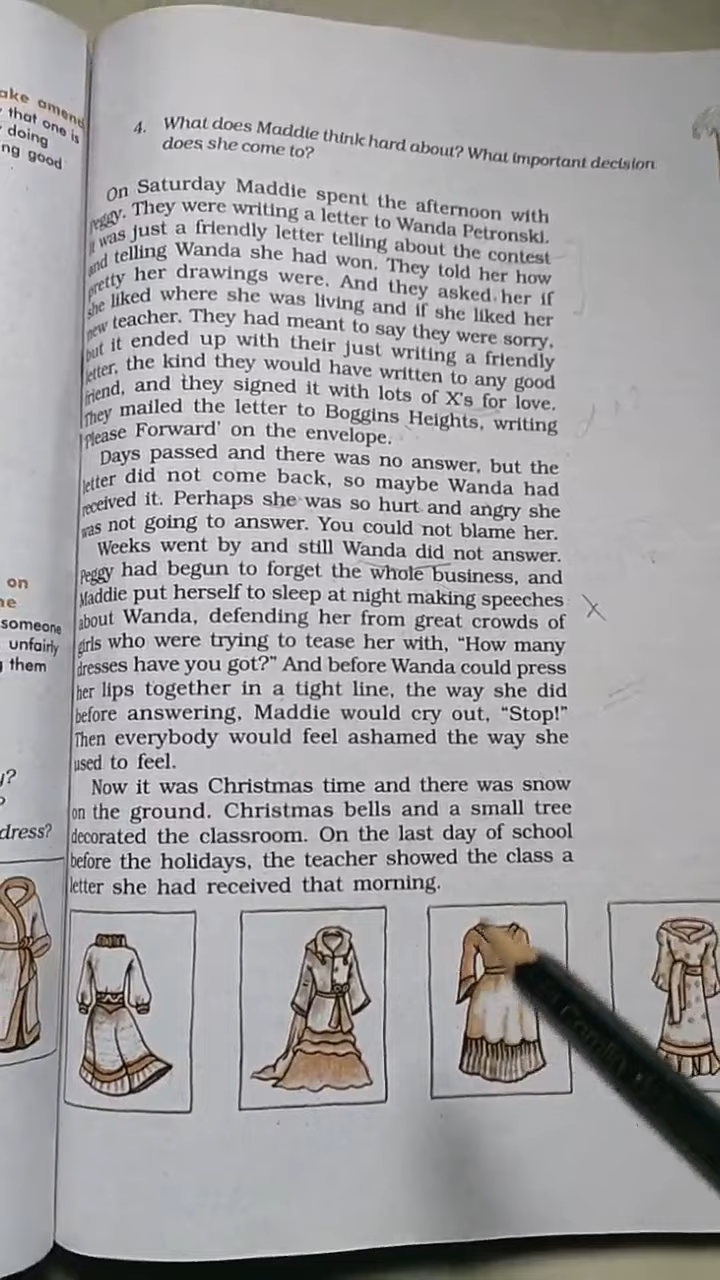 ake amend
that one is
doing
ng good
4. What does Maddie think hard about? What important decision
does she come to?
On Saturday Maddie spent the afternoon with
Peggy. They were writing a letter to Wanda Petronski.
It was just a friendly letter telling about the contest
and telling Wanda she had won. They told her how
pretty her drawings were. And they asked her if
she liked where she was living and if she liked her
new teacher. They had meant to say they were sorry,
but it ended up with their just writing a friendly
letter, the kind they would have written to any good
friend, and they signed it with lots of X's for love.
They mailed the letter to Boggins Heights, writing
'Please Forward' on the envelope.
Days passed and there was no answer, but the
letter did not come back, so maybe Wanda had
received it. Perhaps she was so hurt and angry she
was not going to answer. You could not blame her.
Weeks went by and still Wanda did not answer.
Peggy had begun to forget the whole business, and
Maddie put herself to sleep at night making speeches
about Wanda, defending her from great crowds of
girls who were trying to tease her with, “How many
dresses have you got?” And before Wanda could press
her lips together in a tight line, the way she did
before answering, Maddie would cry out, “Stop!”
Then everybody would feel ashamed the way she
used to feel.
Now it was Christmas time and there was snow
on the ground. Christmas bells and a small tree
decorated the classroom. On the last day of school
before the holidays, the teacher showed the class a
letter she had received that morning.
on
someone
unfairly
them
dress?